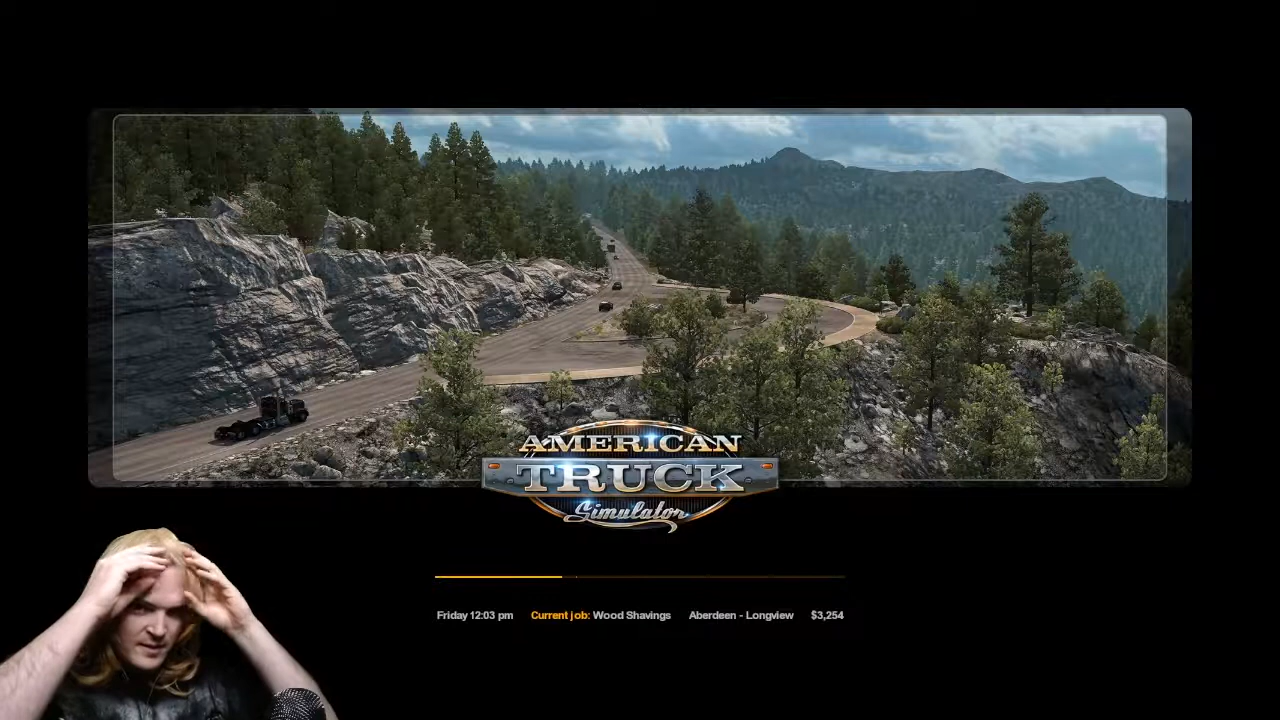 AMERICAN
TRUCK
Simulator
Friday 12:03 pm Current job: Wood Shavings Aberdeen - Longview $3,254